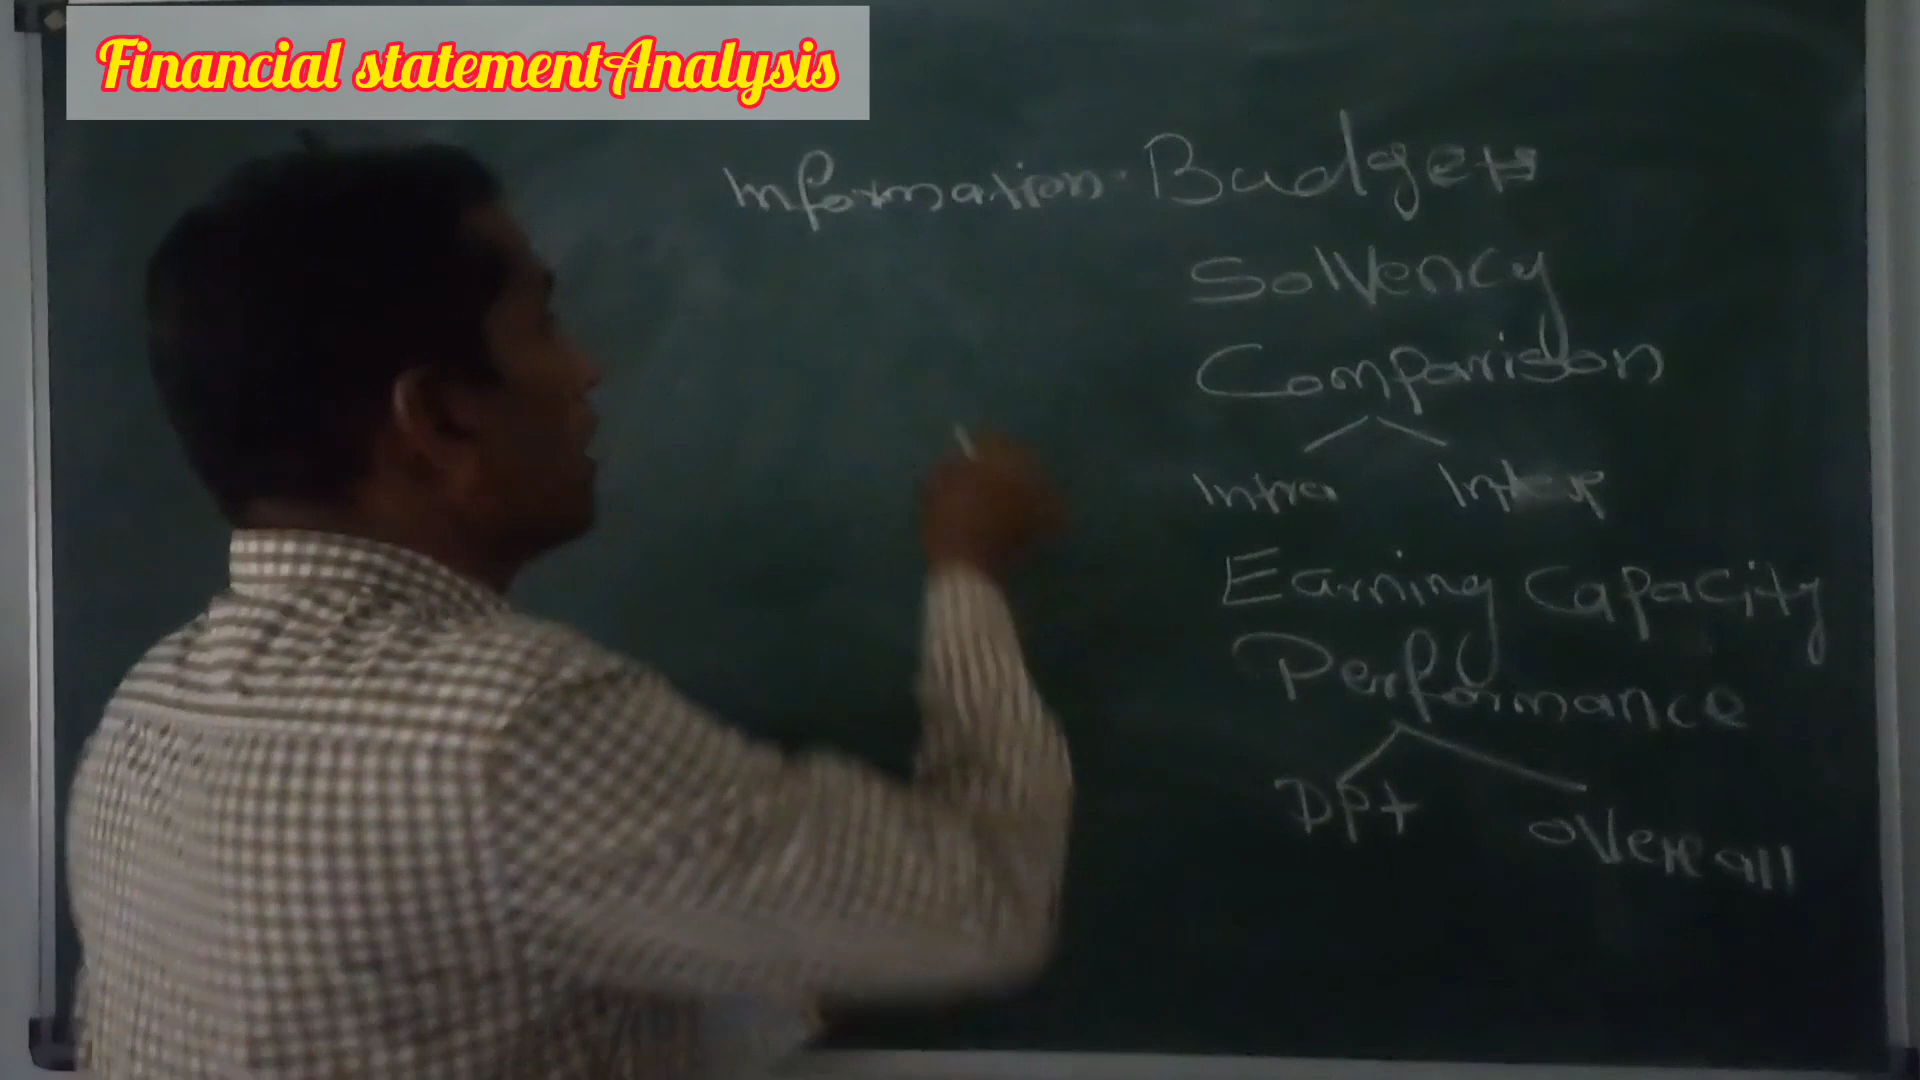 Financial statement Analysis
Information. Budgets
Solvency
Comparison
Intra Inter
Earning Capacity
Performance
Dpt overall